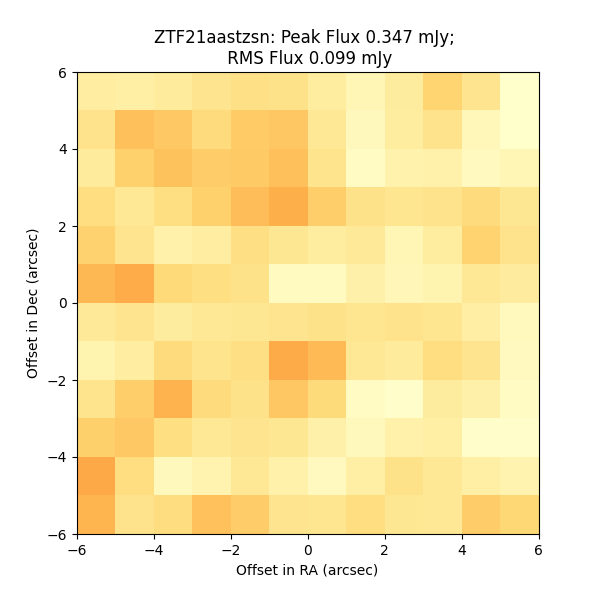 ZTF21aastzsn: Peak Flux 0.347 mJy;
RMS Flux 0.099 mJy
6
4
2
0
−2
−4
−6
Offset in Dec (arcsec)
−6 −4 −2 0 2 4 6
Offset in RA (arcsec)